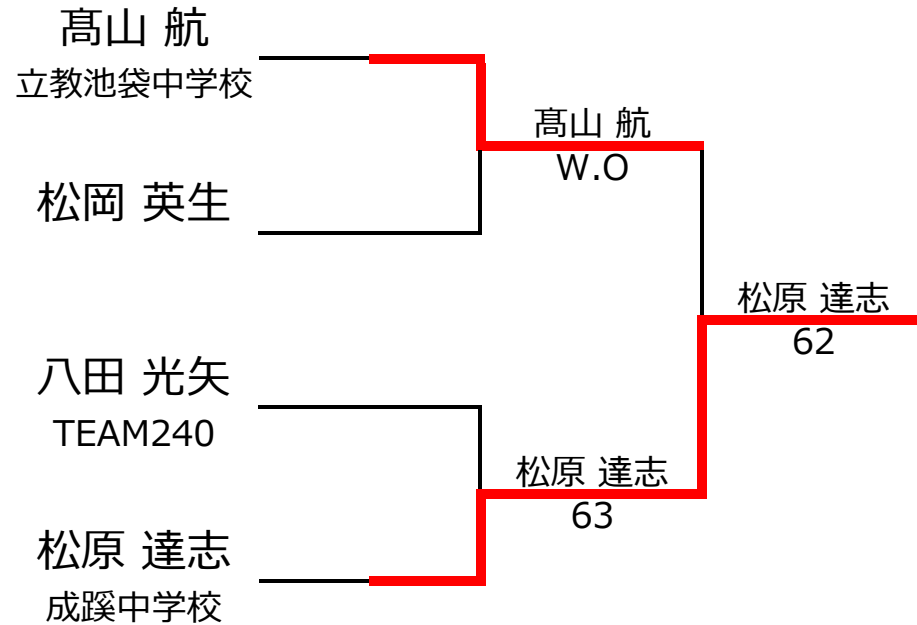 髙山 航
立教池袋中学校
松岡 英生
八田 光矢
TEAM240
松原 達志
成蹊中学校
髙山 航
W.O
松原 達志
63
松原 達志
62